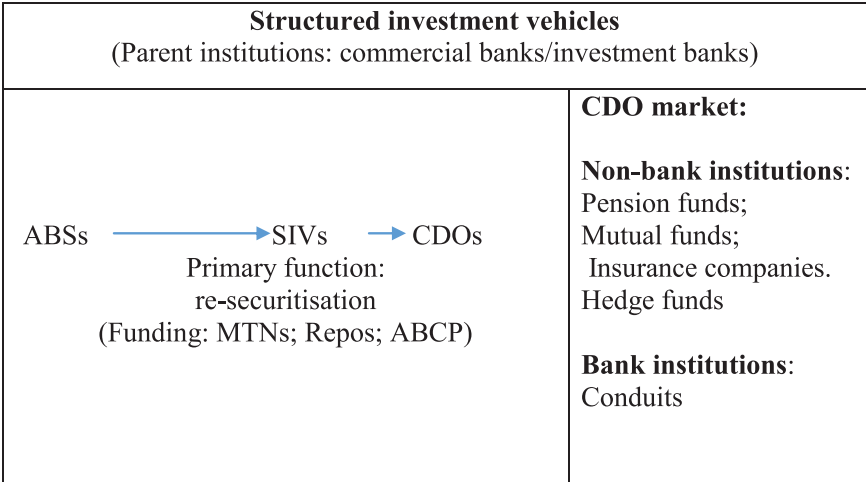 Structured investment vehicles
(Parent institutions: commercial banks/investment banks)
ABSs SIVs CDOs
Primary function:
re-securitisation
(Funding: MTNs; Repos; ABCP)
CDO market:
Non-bank institutions:
Pension funds;
Mutual funds;
Insurance companies.
Hedge funds
Bank institutions:
Conduits